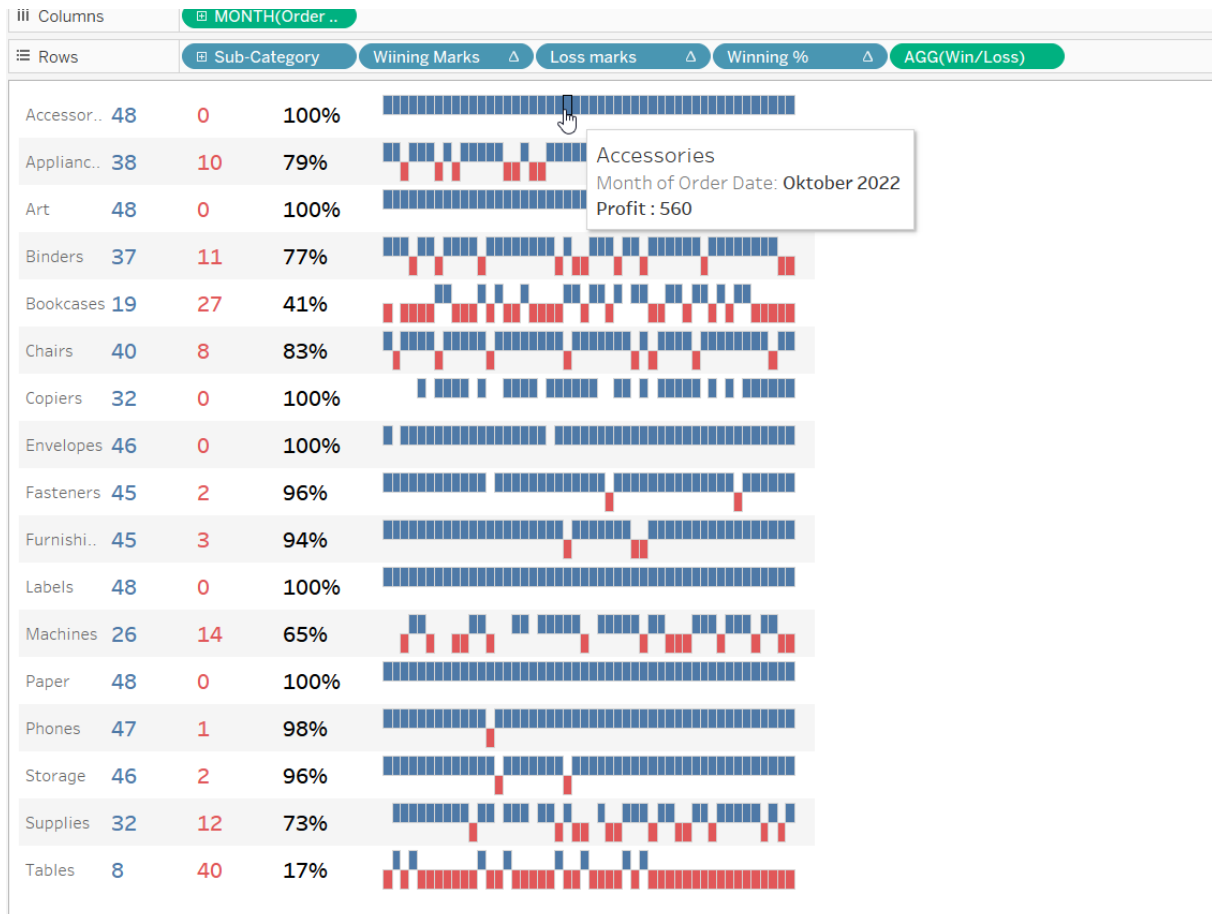 iii Columns ⊞ MONTH(Order ..
Rows ⊞ Sub-Category Wiining Marks Δ Loss marks Δ Winning % Δ AGG(Win/Loss)
Accessor.. 48 0 100%
Accessories
Month of Order Date: Oktober 2022
Profit : 560
Applianc.. 38 10 79%
Art 48 0 100%
Binders 37 11 77%
Bookcases 19 27 41%
Chairs 40 8 83%
Copiers 32 0 100%
Envelopes 46 0 100%
Fasteners 45 2 96%
Furnishi.. 45 3 94%
Labels 48 0 100%
Machines 26 14 65%
Paper 48 0 100%
Phones 47 1 98%
Storage 46 2 96%
Supplies 32 12 73%
Tables 8 40 17%